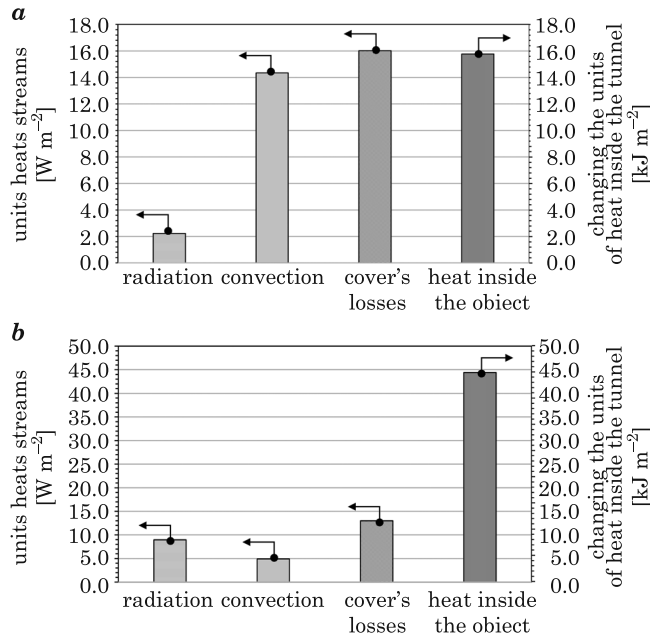 a
units heats streams
[W m−2]
18.0
16.0
14.0
12.0
10.0
8.0
6.0
4.0
2.0
0.0
18.0
16.0
14.0
12.0
10.0
8.0
6.0
4.0
2.0
0.0
changing the units
of heat inside the tunnel
[kJ m−2]
radiation convection cover's heat inside
losses the object
b
units heats streams
[W m−2]
50.0
45.0
40.0
35.0
30.0
25.0
20.0
15.0
10.0
5.0
0.0
50.0
45.0
40.0
35.0
30.0
25.0
20.0
15.0
10.0
5.0
0.0
changing the units
of heat inside the tunnel
[kJ m−2]
radiation convection cover's heat inside
losses the object